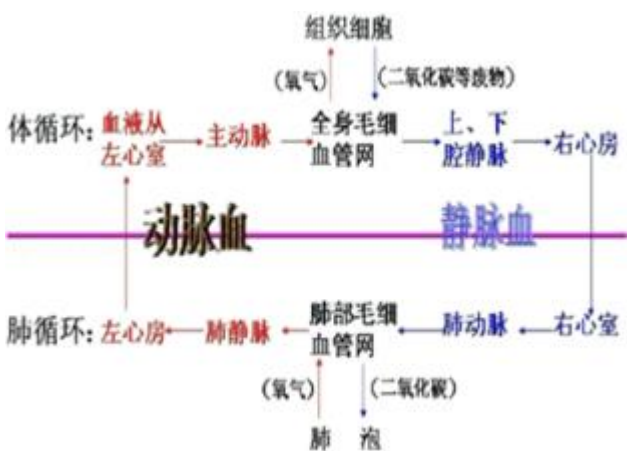 组织细胞
(氧气)
(二氧化碳等废物)
体循环：
血液从
左心室
主动脉
全身毛细
血管网
上、下
腔静脉
右心房
动脉血
静脉血
肺循环：
左心房
肺静脉
肺部毛细
血管网
肺动脉
右心室
(氧气)
(二氧化碳)
肺 泡